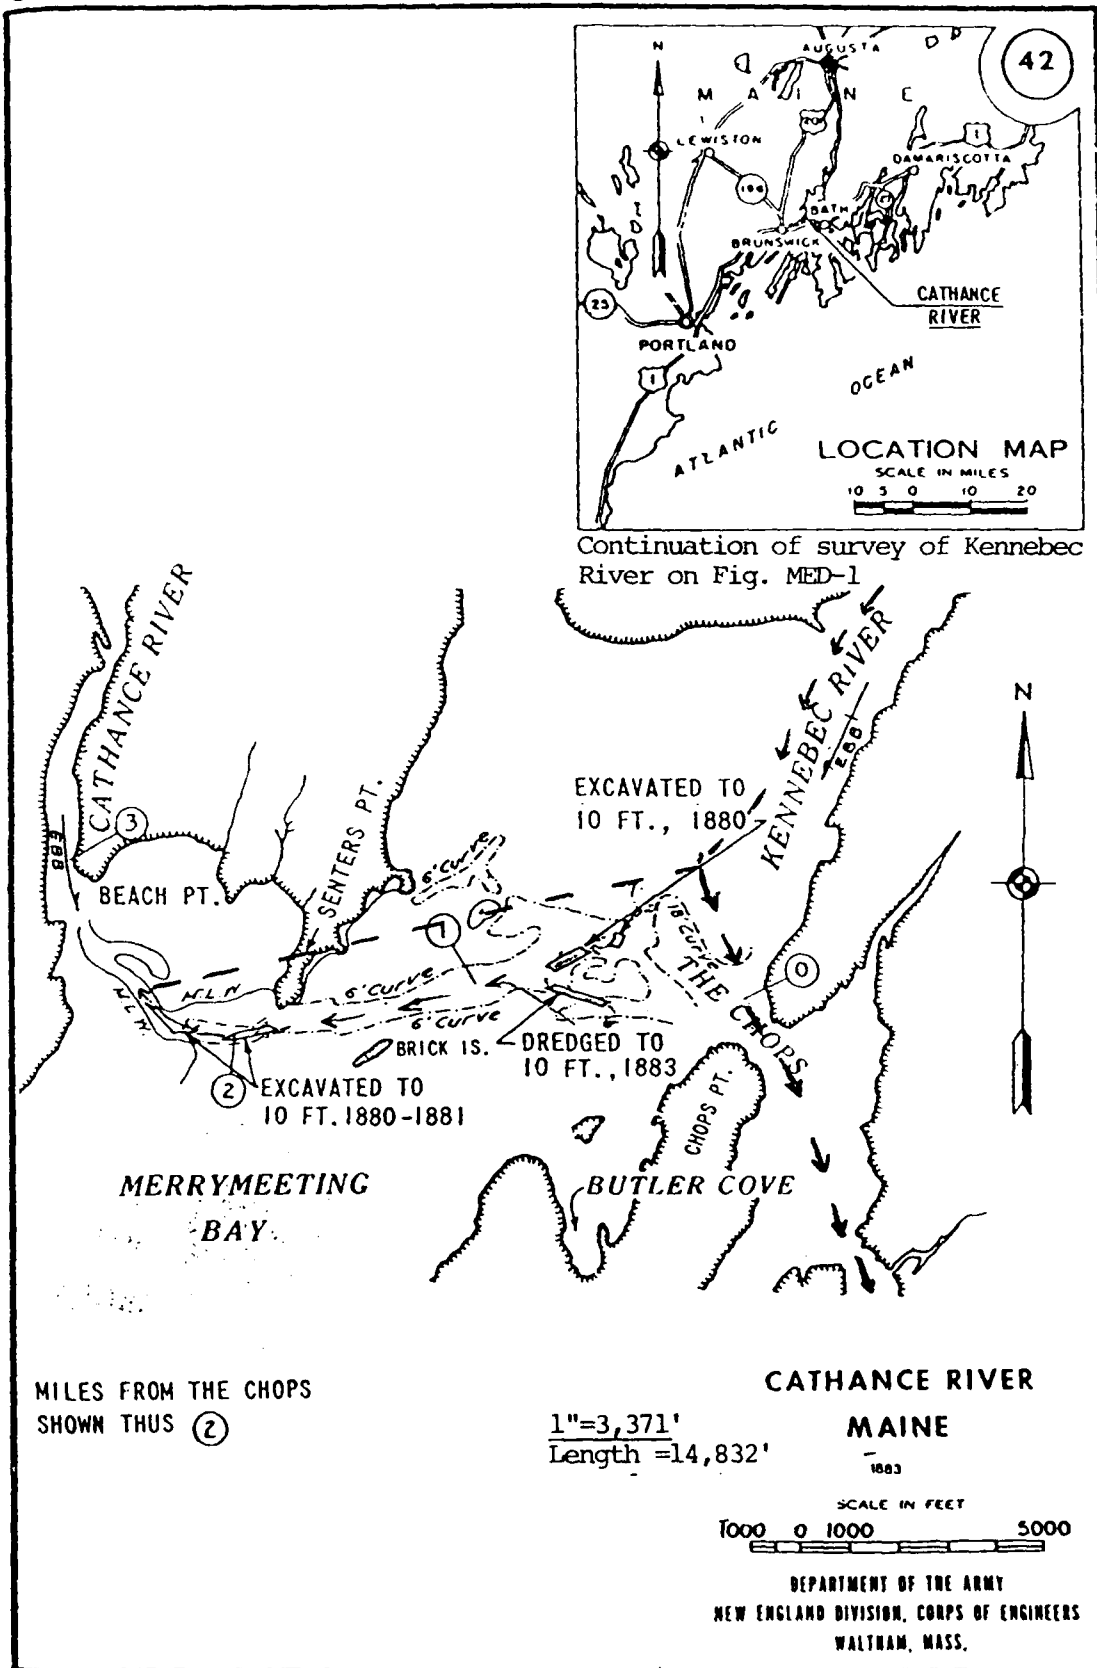 42
N
AUGUSTA
MAINE
201
LEWISTON
1
DAMARISCOTTA
196
BATH
27
BRUNSWICK
CATHANCE
RIVER
25
PORTLAND
1
ATLANTIC OCEAN
LOCATION MAP
SCALE IN MILES
10 5 0 10 20
Continuation of survey of Kennebec
River on Fig. MED-1
CATHANCE RIVER
KENNEBEC RIVER
N
EBB
EXCAVATED TO
10 FT., 1880
3
EBB
SENTERS PT.
6' Curve
BEACH PT.
1
18' Curve
THE CHOPS
0
M.L.W.
6' Curve
M.L.W.
6' Curve
BRICK IS.
DREDGED TO
10 FT., 1883
2
EXCAVATED TO
10 FT. 1880-1881
CHOPS PT.
MERRYMEETING
BAY
BUTLER COVE
MILES FROM THE CHOPS
SHOWN THUS 2
1"=3,371'
Length =14,832'
CATHANCE RIVER
MAINE
1883
SCALE IN FEET
1000 0 1000 5000
DEPARTMENT OF THE ARMY
NEW ENGLAND DIVISION, CORPS OF ENGINEERS
WALTHAM, MASS.